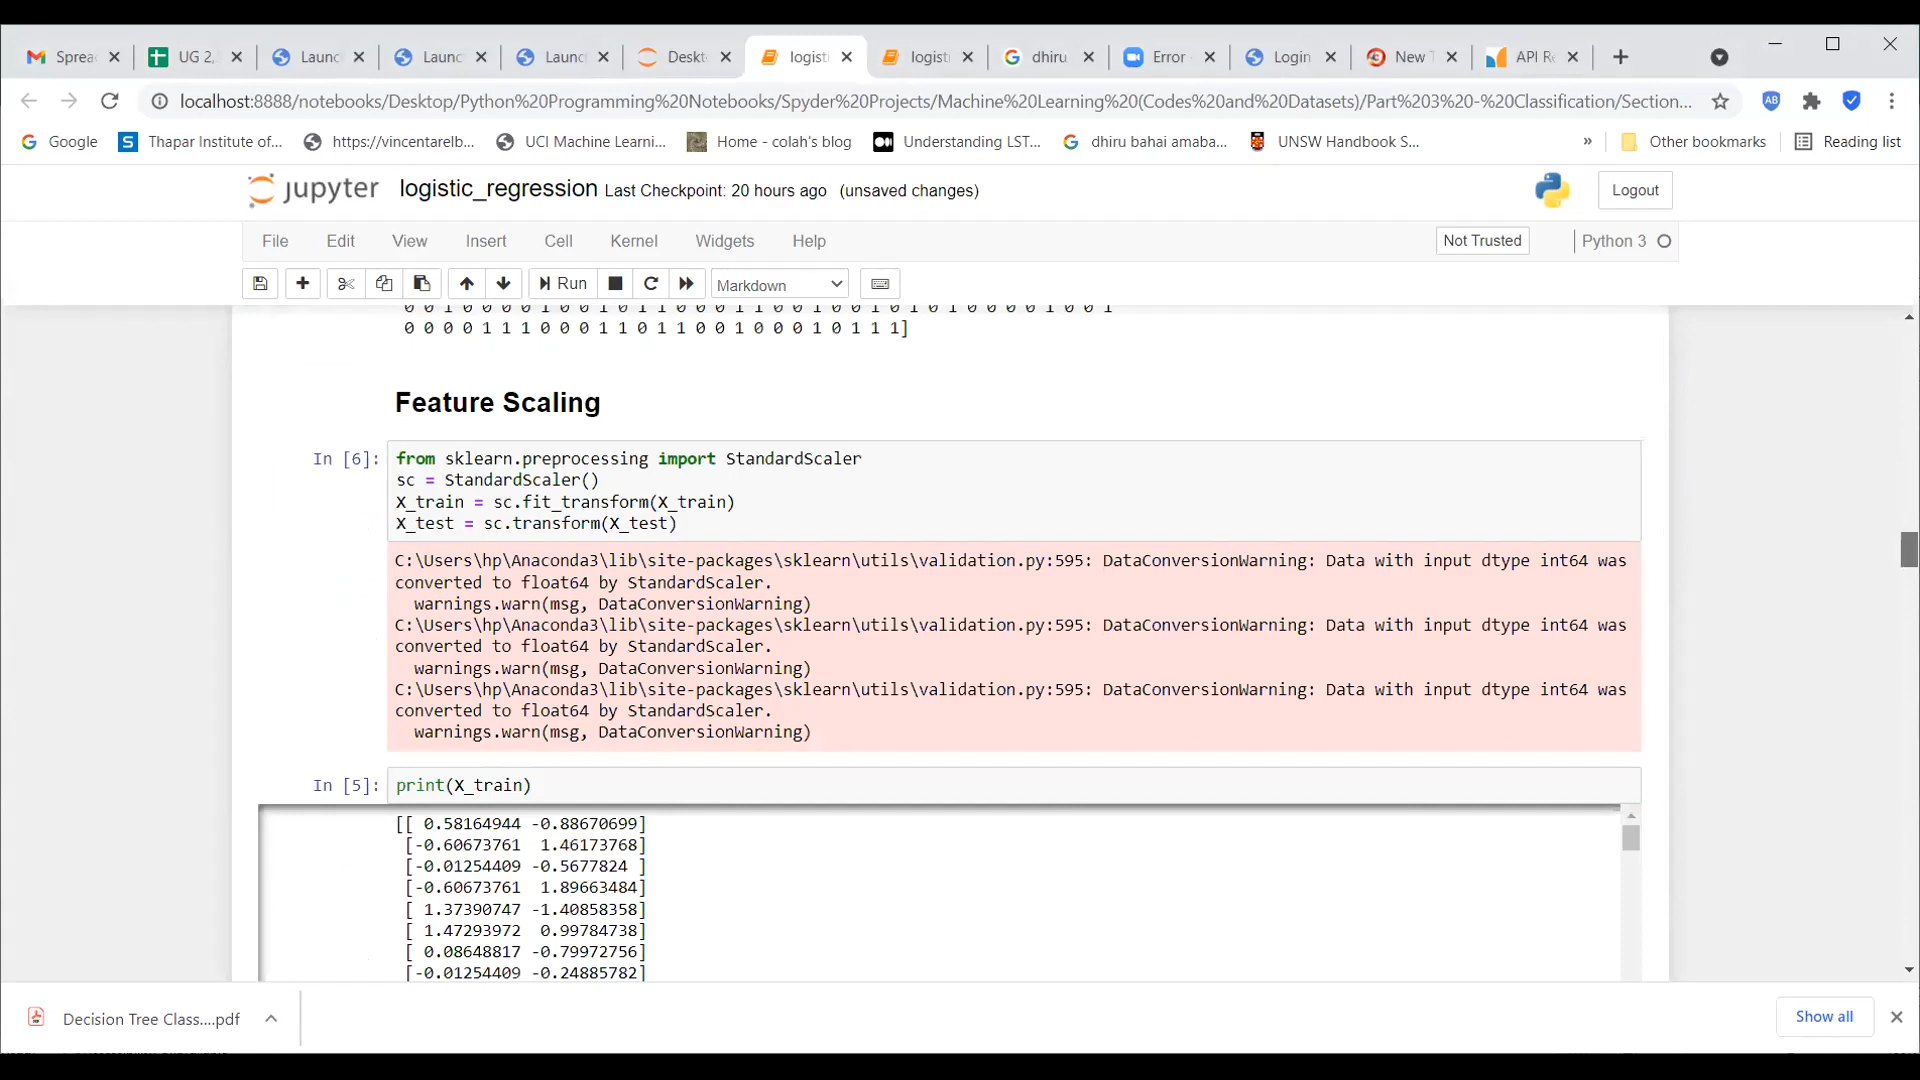 Sprea
UG 2,
Launc
Launc
Launc
Deskt
logisti
logisti
dhiru
Error
Login
New T
API Re
localhost:8888/notebooks/Desktop/Python%20Programming%20Notebooks/Spyder%20Projects/Machine%20Learning%20(Codes%20and%20Datasets)/Part%203%20-%20Classification/Section...
AB
Google
S
Thapar Institute of...
https://vincentarelb...
UCI Machine Learni...
Home - colah's blog
Understanding LST...
dhiru bahai amaba...
UNSW Handbook S...
»
Other bookmarks
Reading list
jupyter
logistic_regression Last Checkpoint: 20 hours ago (unsaved changes)
Logout
File Edit View Insert Cell Kernel Widgets Help
Not Trusted
Python 3
Run
Markdown
0 0 0 0 1 1 1 0 0 0 1 1 0 1 1 0 0 1 0 0 0 1 0 1 1 1]
Feature Scaling
In [6]:
from sklearn.preprocessing import StandardScaler
sc = StandardScaler()
X_train = sc.fit_transform(X_train)
X_test = sc.transform(X_test)
C:\Users\hp\Anaconda3\lib\site-packages\sklearn\utils\validation.py:595: DataConversionWarning: Data with input dtype int64 was
converted to float64 by StandardScaler.
warnings.warn(msg, DataConversionWarning)
C:\Users\hp\Anaconda3\lib\site-packages\sklearn\utils\validation.py:595: DataConversionWarning: Data with input dtype int64 was
converted to float64 by StandardScaler.
warnings.warn(msg, DataConversionWarning)
C:\Users\hp\Anaconda3\lib\site-packages\sklearn\utils\validation.py:595: DataConversionWarning: Data with input dtype int64 was
converted to float64 by StandardScaler.
warnings.warn(msg, DataConversionWarning)
In [5]:
print(X_train)
[[ 0.58164944 -0.88670699]
[-0.60673761 1.46173768]
[-0.01254409 -0.5677824 ]
[-0.60673761 1.89663484]
[ 1.37390747 -1.40858358]
[ 1.47293972 0.99784738]
[ 0.08648817 -0.79972756]
[-0.01254409 -0.24885782]
Decision Tree Class....pdf
Show all